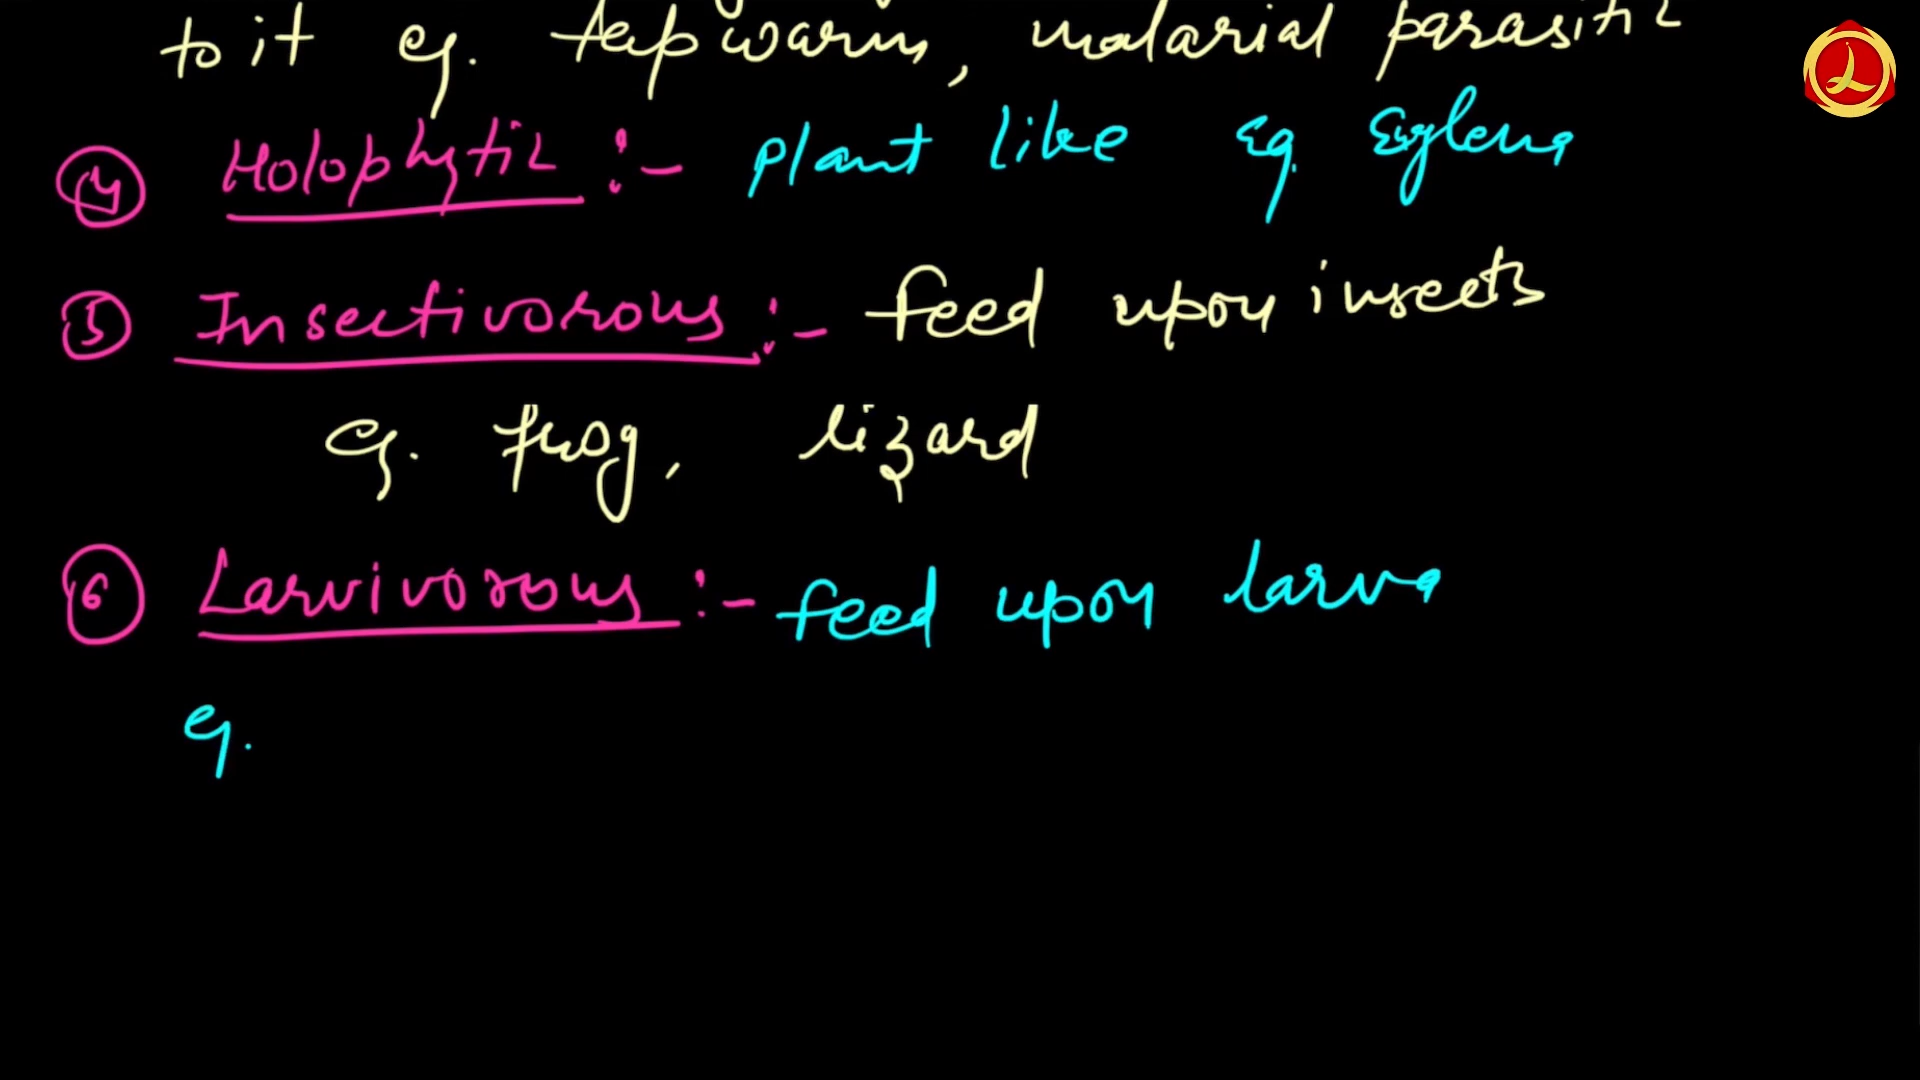 to it eg. tapwarm, malarial parasitic
④ Holophytic :- plant like Eg. Euglena
⑤ Insectivorous :- feed upon insects
eg. frog, lizard
⑥ Larvivorous :- feed upon larva
eg.